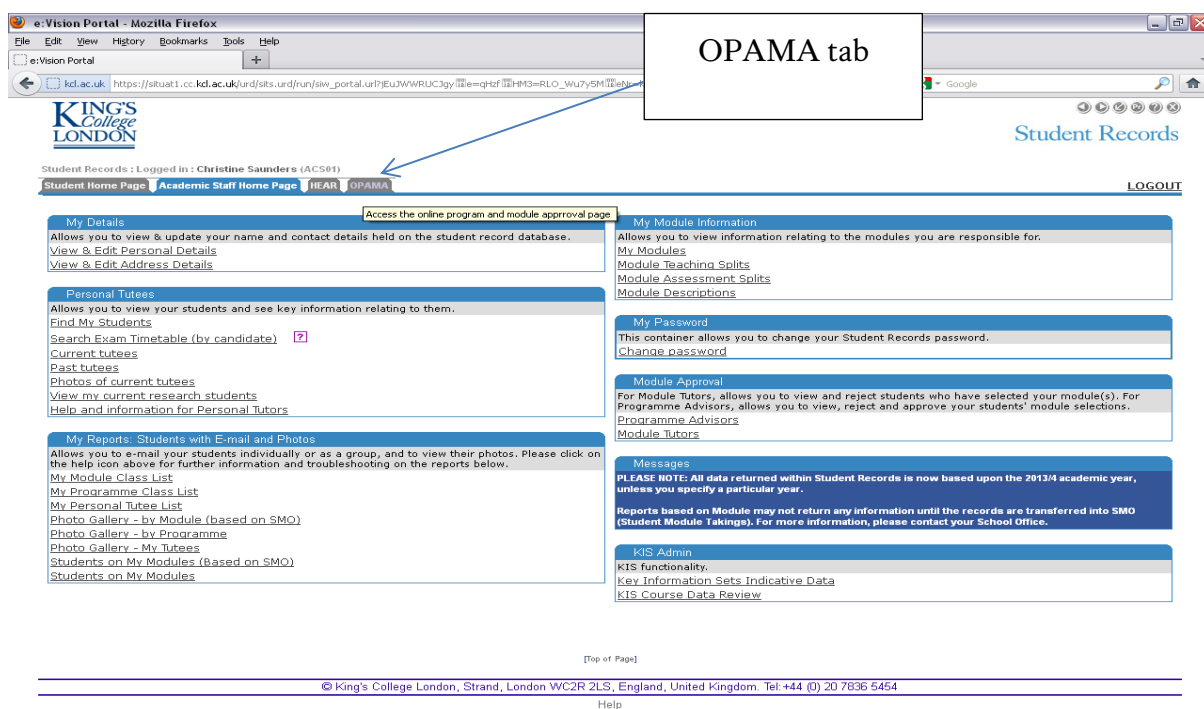 e:Vision Portal - Mozilla Firefox
File Edit View History Bookmarks Tools Help
e:Vision Portal
+
kcl.ac.uk https://situat1.cc.kcl.ac.uk/urd/sits.urd/run/siw_portal.url?
Google
OPAMA tab
KING'S
College
LONDON
Student Records
Student Records : Logged in : Christine Saunders (ACS01)
Student Home Page Academic Staff Home Page HEAR OPAMA
LOGOUT
Access the online program and module apprroval page
My Details
Allows you to view & update your name and contact details held on the student record database.
View & Edit Personal Details
View & Edit Address Details
Personal Tutees
Allows you to view your students and see key information relating to them.
Find My Students
Search Exam Timetable (by candidate) ?
Current tutees
Past tutees
Photos of current tutees
View my current research students
Help and information for Personal Tutors
My Reports: Students with E-mail and Photos
Allows you to e-mail your students individually or as a group, and to view their photos. Please click on
the help icon above for further information and troubleshooting on the reports below.
My Module Class List
My Programme Class List
My Personal Tutee List
Photo Gallery - by Module (based on SMO)
Photo Gallery - by Programme
Photo Gallery - My Tutees
Students on My Modules (Based on SMO)
Students on My Modules
My Module Information
Allows you to view information relating to the modules you are responsible for.
My Modules
Module Teaching Splits
Module Assessment Splits
Module Descriptions
My Password
This container allows you to change your Student Records password.
Change password
Module Approval
For Module Tutors, allows you to view and reject students who have selected your module(s). For
Programme Advisors, allows you to view, reject and approve your students' module selections.
Programme Advisors
Module Tutors
Messages
PLEASE NOTE: All data returned within Student Records is now based upon the 2013/4 academic year,
unless you specify a particular year.
Reports based on Module may not return any information until the records are transferred into SMO
(Student Module Takings). For more information, please contact your School Office.
KIS Admin
KIS functionality.
Key Information Sets Indicative Data
KIS Course Data Review
[Top of Page]
© King's College London, Strand, London WC2R 2LS, England, United Kingdom. Tel:+44 (0) 20 7836 5454
Help